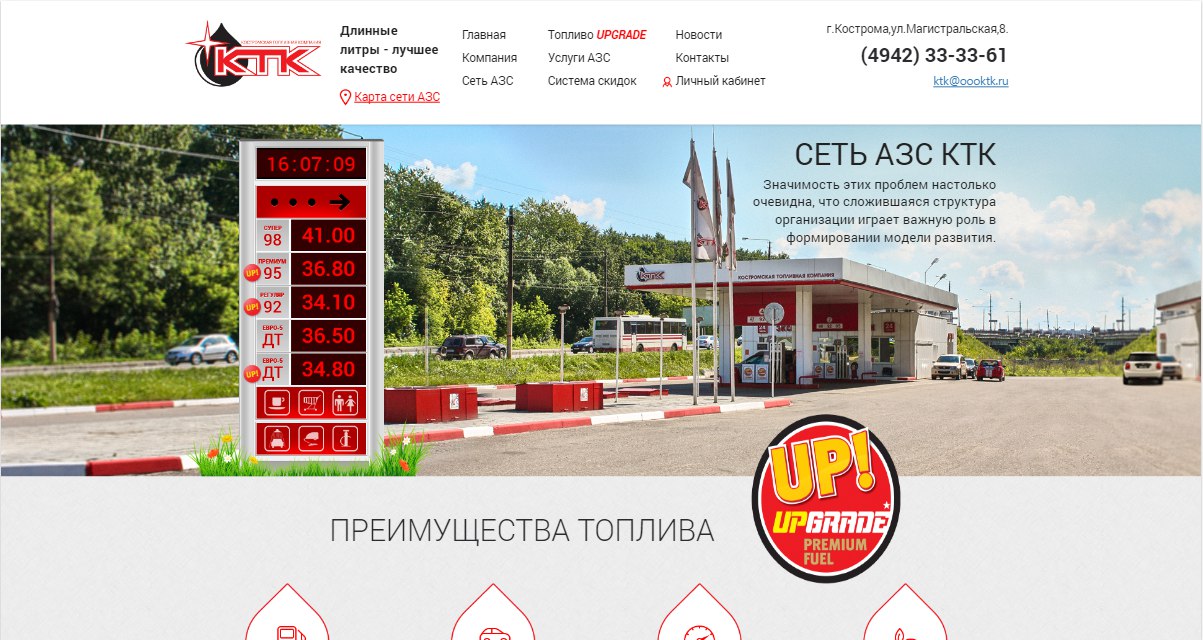 КОСТРОМСКАЯ ТОПЛИВНАЯ КОМПАНИЯ
КТК
Длинные
литры - лучшее
качество
Карта сети АЗС
Главная
Компания
Сеть АЗС
Топливо UPGRADE
Услуги АЗС
Система скидок
Новости
Контакты
Личный кабинет
г.Кострома,ул.Магистральская,8.
(4942) 33-33-61
ktk@oooktk.ru
16:07:09
СУПЕР
98 41.00
ПРЕМИУМ
UP! 95 36.80
РЕГУЛЯР
UP! 92 34.10
ЕВРО-5
ДТ 36.50
ЕВРО-5
UP! ДТ 34.80
СЕТЬ АЗС КТК
Значимость этих проблем настолько
очевидна, что сложившаяся структура
организации играет важную роль в
формировании модели развития.
КТК
КТК КОСТРОМСКАЯ ТОПЛИВНАЯ КОМПАНИЯ
24
24
UP!
UPGRADE
PREMIUM
FUEL
ПРЕИМУЩЕСТВА ТОПЛИВА